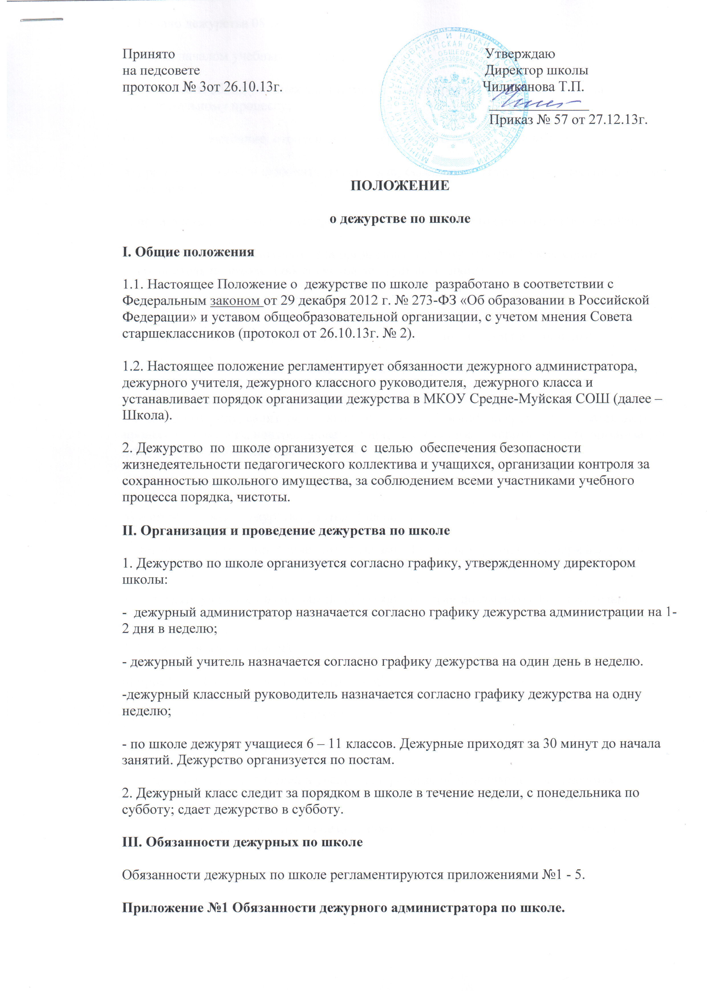 Принято
Утверждаю
на педсовете
Директор школы
протокол № 3от 26.10.13г.
Чиликанова Т.П.
Приказ № 57 от 27.12.13г.
ПОЛОЖЕНИЕ
о дежурстве по школе
I. Общие положения
1.1. Настоящее Положение о  дежурстве по школе  разработано в соответствии с
Федеральным законом от 29 декабря 2012 г. № 273-ФЗ «Об образовании в Российской
Федерации» и уставом общеобразовательной организации, с учетом мнения Совета
старшеклассников (протокол от 26.10.13г. № 2).
1.2. Настоящее положение регламентирует обязанности дежурного администратора,
дежурного учителя, дежурного классного руководителя,  дежурного класса и
устанавливает порядок организации дежурства в МКОУ Средне-Муйская СОШ (далее –
Школа).
2. Дежурство  по  школе организуется  с  целью  обеспечения безопасности
жизнедеятельности педагогического коллектива и учащихся, организации контроля за
сохранностью школьного имущества, за соблюдением всеми участниками учебного
процесса порядка, чистоты.
II. Организация и проведение дежурства по школе
1. Дежурство по школе организуется согласно графику, утвержденному директором
школы:
-  дежурный администратор назначается согласно графику дежурства администрации на 1-
2 дня в неделю;
- дежурный учитель назначается согласно графику дежурства на один день в неделю.
-дежурный классный руководитель назначается согласно графику дежурства на одну
неделю;
- по школе дежурят учащиеся 6 – 11 классов. Дежурные приходят за 30 минут до начала
занятий. Дежурство организуется по постам.
2. Дежурный класс следит за порядком в школе в течение недели, с понедельника по
субботу; сдает дежурство в субботу.
III. Обязанности дежурных по школе
Обязанности дежурных по школе регламентируются приложениями №1 - 5.
Приложение №1 Обязанности дежурного администратора по школе.